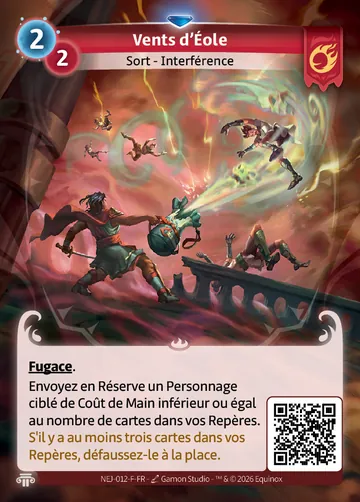 2
2
Vents d'Éole
Sort - Interférence
Fugace.
Envoyez en Réserve un Personnage
ciblé de Coût de Main inférieur ou égal
au nombre de cartes dans vos Repères.
S'il y a au moins trois cartes dans vos
Repères, défaussez-le à la place.
NEJ-012-F-FR - Gamon Studio - ™ & © 2026 Equinox